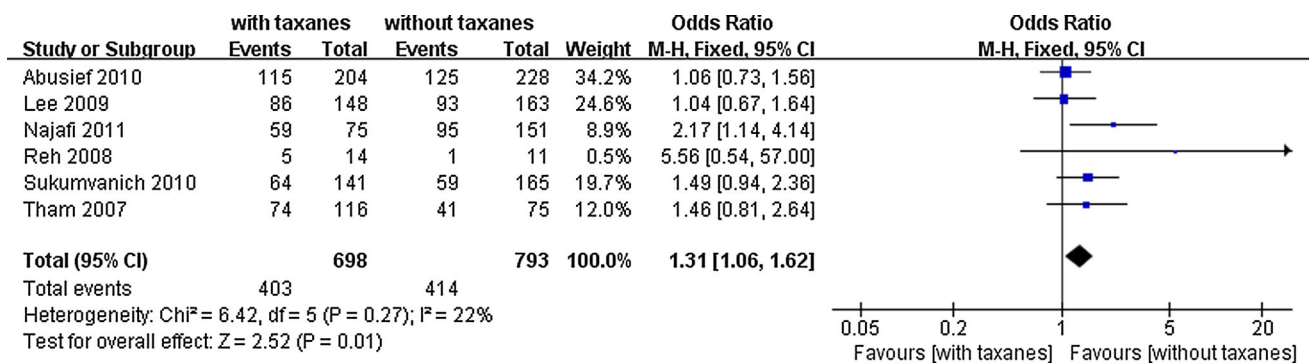 with taxanes without taxanes Odds Ratio Odds Ratio
Study or Subgroup Events Total Events Total Weight M-H, Fixed, 95% CI M-H, Fixed, 95% CI
Abusief 2010 115 204 125 228 34.2% 1.06 [0.73, 1.56]
Lee 2009 86 148 93 163 24.6% 1.04 [0.67, 1.64]
Najafi 2011 59 75 95 151 8.9% 2.17 [1.14, 4.14]
Reh 2008 5 14 1 11 0.5% 5.56 [0.54, 57.00]
Sukumvanich 2010 64 141 59 165 19.7% 1.49 [0.94, 2.36]
Tham 2007 74 116 41 75 12.0% 1.46 [0.81, 2.64]
Total (95% CI) 698 793 100.0% 1.31 [1.06, 1.62]
Total events 403 414
Heterogeneity: Chi² = 6.42, df = 5 (P = 0.27); I² = 22%
Test for overall effect: Z = 2.52 (P = 0.01)
0.05 0.2 1 5 20
Favours [with taxanes] Favours [without taxanes]